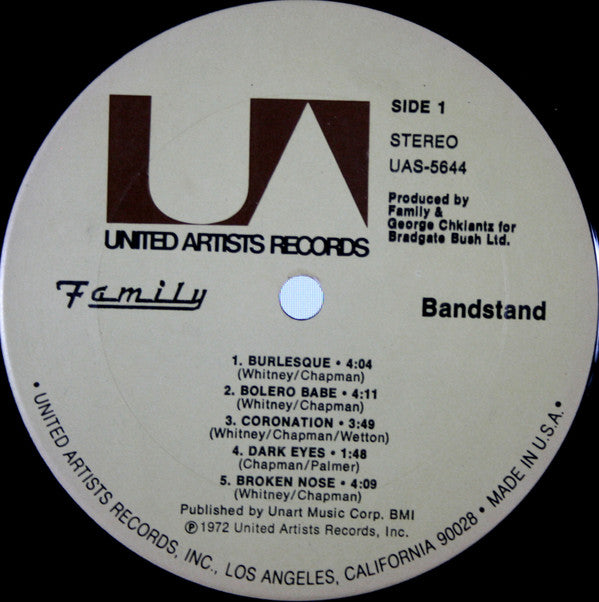 UA
UNITED ARTISTS RECORDS
SIDE 1
STEREO
UAS-5644
Produced by
Family &
George Chkiantz for
Bradgate Bush Ltd.
Family
Bandstand
1. BURLESQUE • 4:04
(Whitney/Chapman)
2. BOLERO BABE • 4:11
(Whitney/Chapman)
3. CORONATION • 3:49
(Whitney/Chapman/Wetton)
4. DARK EYES • 1:48
(Chapman/Palmer)
5. BROKEN NOSE • 4:09
(Whitney/Chapman)
Published by Unart Music Corp. BMI
℗ 1972 United Artists Records, Inc.
• UNITED ARTISTS RECORDS, INC., LOS ANGELES, CALIFORNIA 90028 • MADE IN U.S.A. •